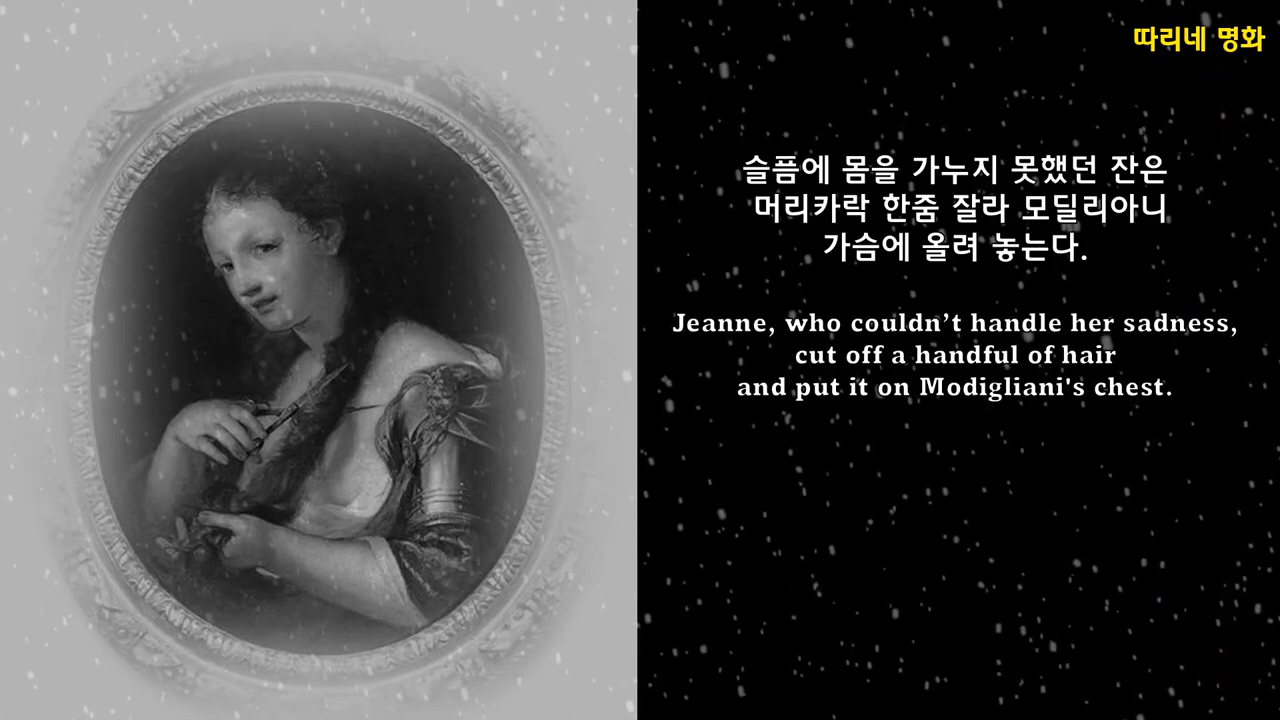 따리네 명화
슬픔에 몸을 가누지 못했던 잔은
머리카락 한줌 잘라 모딜리아니
가슴에 올려 놓는다.
Jeanne, who couldn’t handle her sadness,
cut off a handful of hair
and put it on Modigliani's chest.